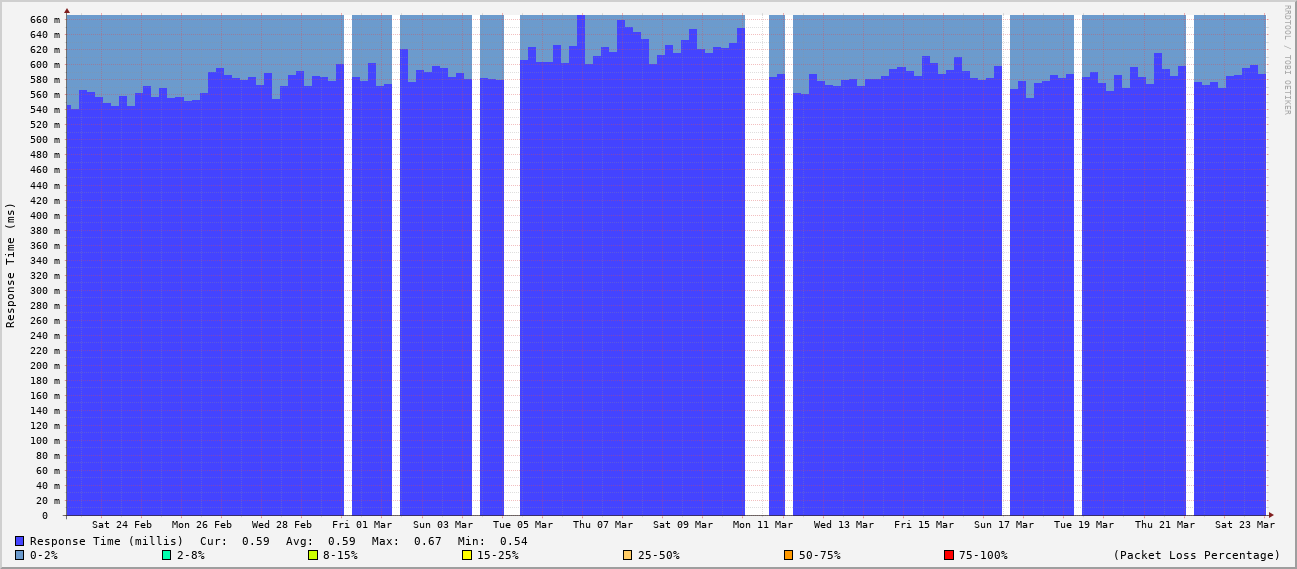 RRDTOOL / TOBI OETIKER
Response Time (ms)
660 m
640 m
620 m
600 m
580 m
560 m
540 m
520 m
500 m
480 m
460 m
440 m
420 m
400 m
380 m
360 m
340 m
320 m
300 m
280 m
260 m
240 m
220 m
200 m
180 m
160 m
140 m
120 m
100 m
80 m
60 m
40 m
20 m
0
Sat 24 Feb Mon 26 Feb Wed 28 Feb Fri 01 Mar Sun 03 Mar Tue 05 Mar Thu 07 Mar Sat 09 Mar Mon 11 Mar Wed 13 Mar Fri 15 Mar Sun 17 Mar Tue 19 Mar Thu 21 Mar Sat 23 Mar
Response Time (millis) Cur: 0.59 Avg: 0.59 Max: 0.67 Min: 0.54
0-2% 2-8% 8-15% 15-25% 25-50% 50-75% 75-100% (Packet Loss Percentage)